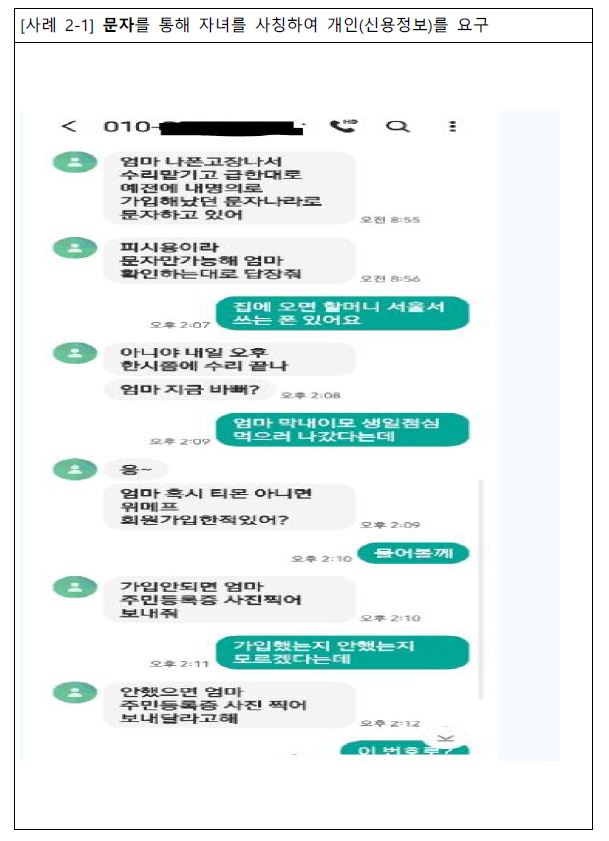 [사례 2-1] 문자를 통해 자녀를 사칭하여 개인(신용정보)를 요구
010-
엄마 나폰고장나서
수리맡기고 급한대로
예전에 내명의로
가입해놨던 문자나라로
문자하고 있어
오전 8:55
피시용이라
문자만가능해 엄마
확인하는대로 답장줘
오전 8:56
집에 오면 할머니 서울서
쓰는 폰 있어요
오후 2:07
아니야 내일 오후
한시쯤에 수리 끝나
엄마 지금 바빠?
오후 2:08
엄마 막내이모 생일점심
먹으러 나갔다는데
오후 2:09
응~
엄마 혹시 티몬 아니면
위메프
회원가입한적있어?
오후 2:09
물어볼께
오후 2:10
가입안되면 엄마
주민등록증 사진찍어
보내줘
오후 2:10
가입했는지 안했는지
모르겠다는데
오후 2:11
안했으면 엄마
주민등록증 사진 찍어
보내달라고해
오후 2:12
이 번호로?